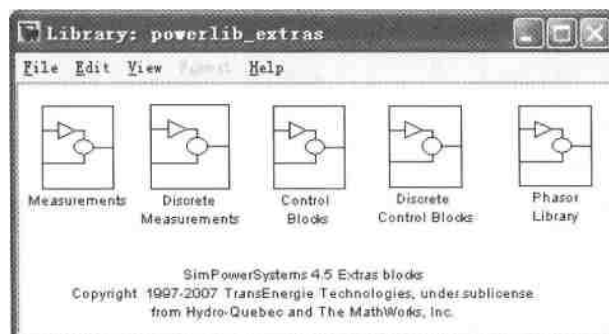 Library: powerlib_extras
File Edit View Format Help
Measurements
Discrete
Measurements
Control
Blocks
Discrete
Control Blocks
Phasor
Library
SimPowerSystems 4.5 Extras blocks
Copyright 1997-2007 TransEnergie Technologies, under sublicense
from Hydro-Quebec and The MathWorks, Inc.